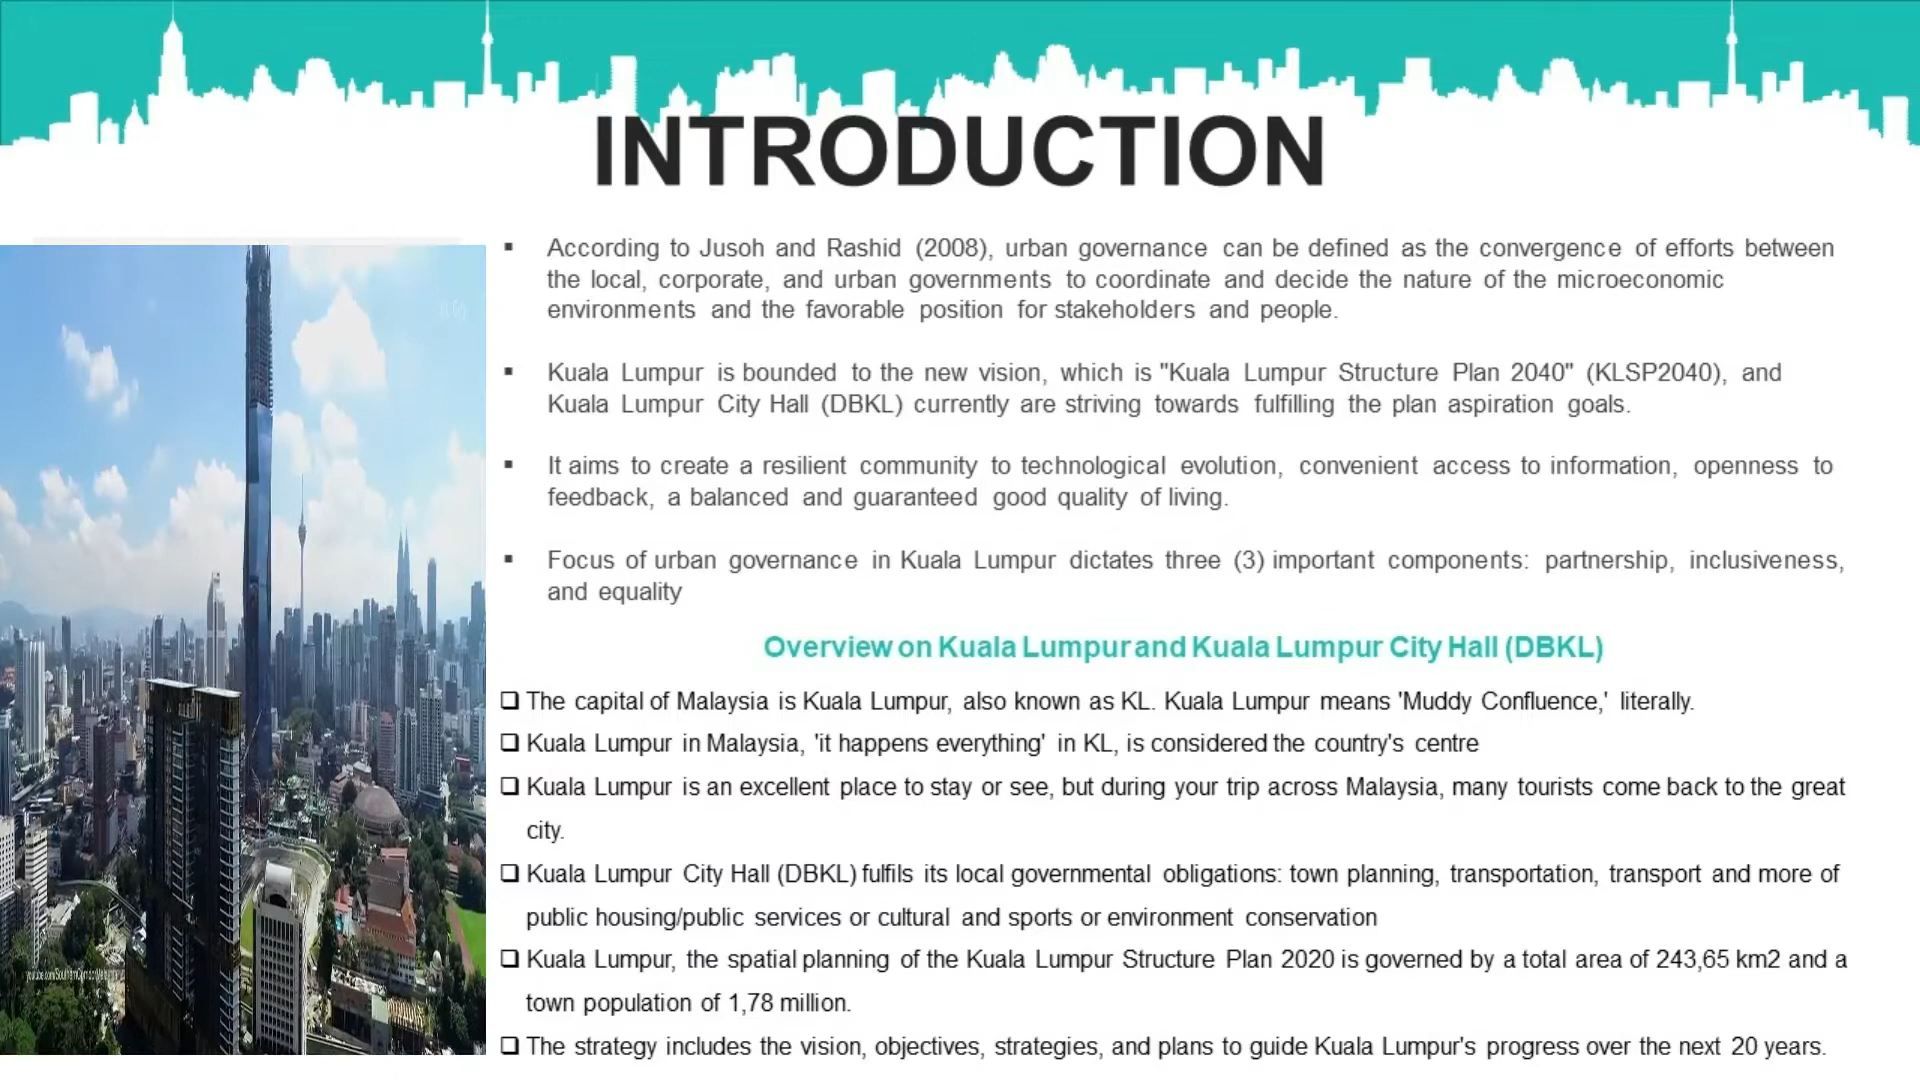 INTRODUCTION
▪ According to Jusoh and Rashid (2008), urban governance can be defined as the convergence of efforts between
the local, corporate, and urban governments to coordinate and decide the nature of the microeconomic
environments and the favorable position for stakeholders and people.
▪ Kuala Lumpur is bounded to the new vision, which is "Kuala Lumpur Structure Plan 2040" (KLSP2040), and
Kuala Lumpur City Hall (DBKL) currently are striving towards fulfilling the plan aspiration goals.
▪ It aims to create a resilient community to technological evolution, convenient access to information, openness to
feedback, a balanced and guaranteed good quality of living.
▪ Focus of urban governance in Kuala Lumpur dictates three (3) important components: partnership, inclusiveness,
and equality
Overview on Kuala Lumpur and Kuala Lumpur City Hall (DBKL)
❑ The capital of Malaysia is Kuala Lumpur, also known as KL. Kuala Lumpur means 'Muddy Confluence,' literally.
❑ Kuala Lumpur in Malaysia, 'it happens everything' in KL, is considered the country's centre
❑ Kuala Lumpur is an excellent place to stay or see, but during your trip across Malaysia, many tourists come back to the great
city.
❑ Kuala Lumpur City Hall (DBKL) fulfils its local governmental obligations: town planning, transportation, transport and more of
public housing/public services or cultural and sports or environment conservation
❑ Kuala Lumpur, the spatial planning of the Kuala Lumpur Structure Plan 2020 is governed by a total area of 243,65 km2 and a
town population of 1,78 million.
❑ The strategy includes the vision, objectives, strategies, and plans to guide Kuala Lumpur's progress over the next 20 years.